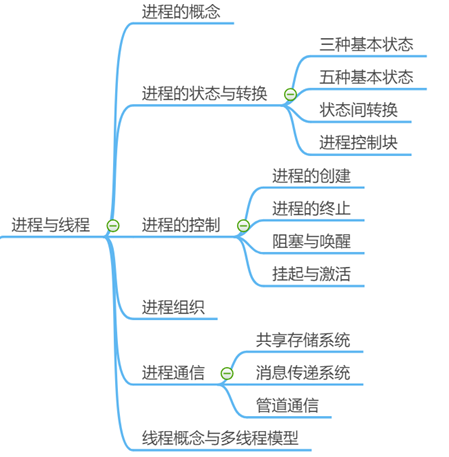 进程与线程
进程的概念
进程的状态与转换
三种基本状态
五种基本状态
状态间转换
进程控制块
进程的控制
进程的创建
进程的终止
阻塞与唤醒
挂起与激活
进程组织
进程通信
共享存储系统
消息传递系统
管道通信
线程概念与多线程模型